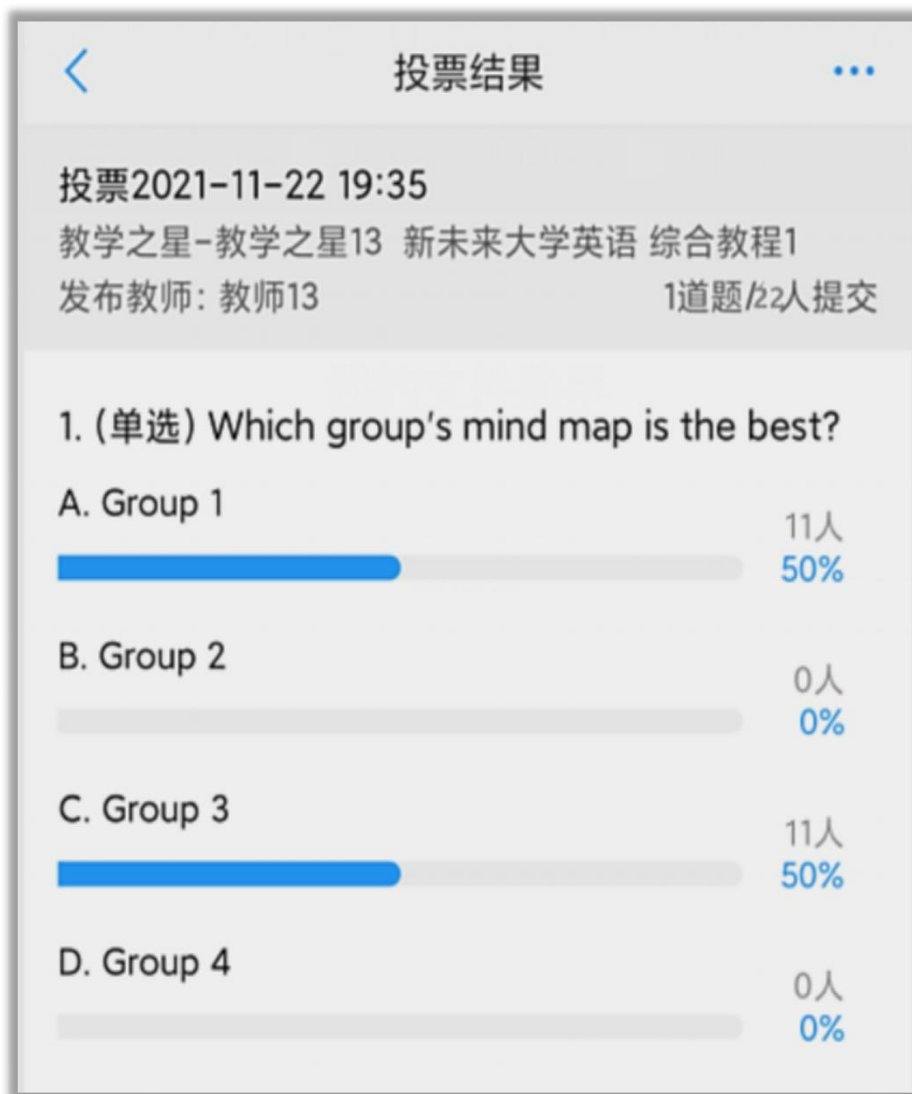 投票结果
投票2021-11-22 19:35
教学之星-教学之星13 新未来大学英语 综合教程1
发布教师: 教师13 1道题/22人提交
1. (单选) Which group's mind map is the best?
A. Group 1
11人
50%
B. Group 2
0人
0%
C. Group 3
11人
50%
D. Group 4
0人
0%